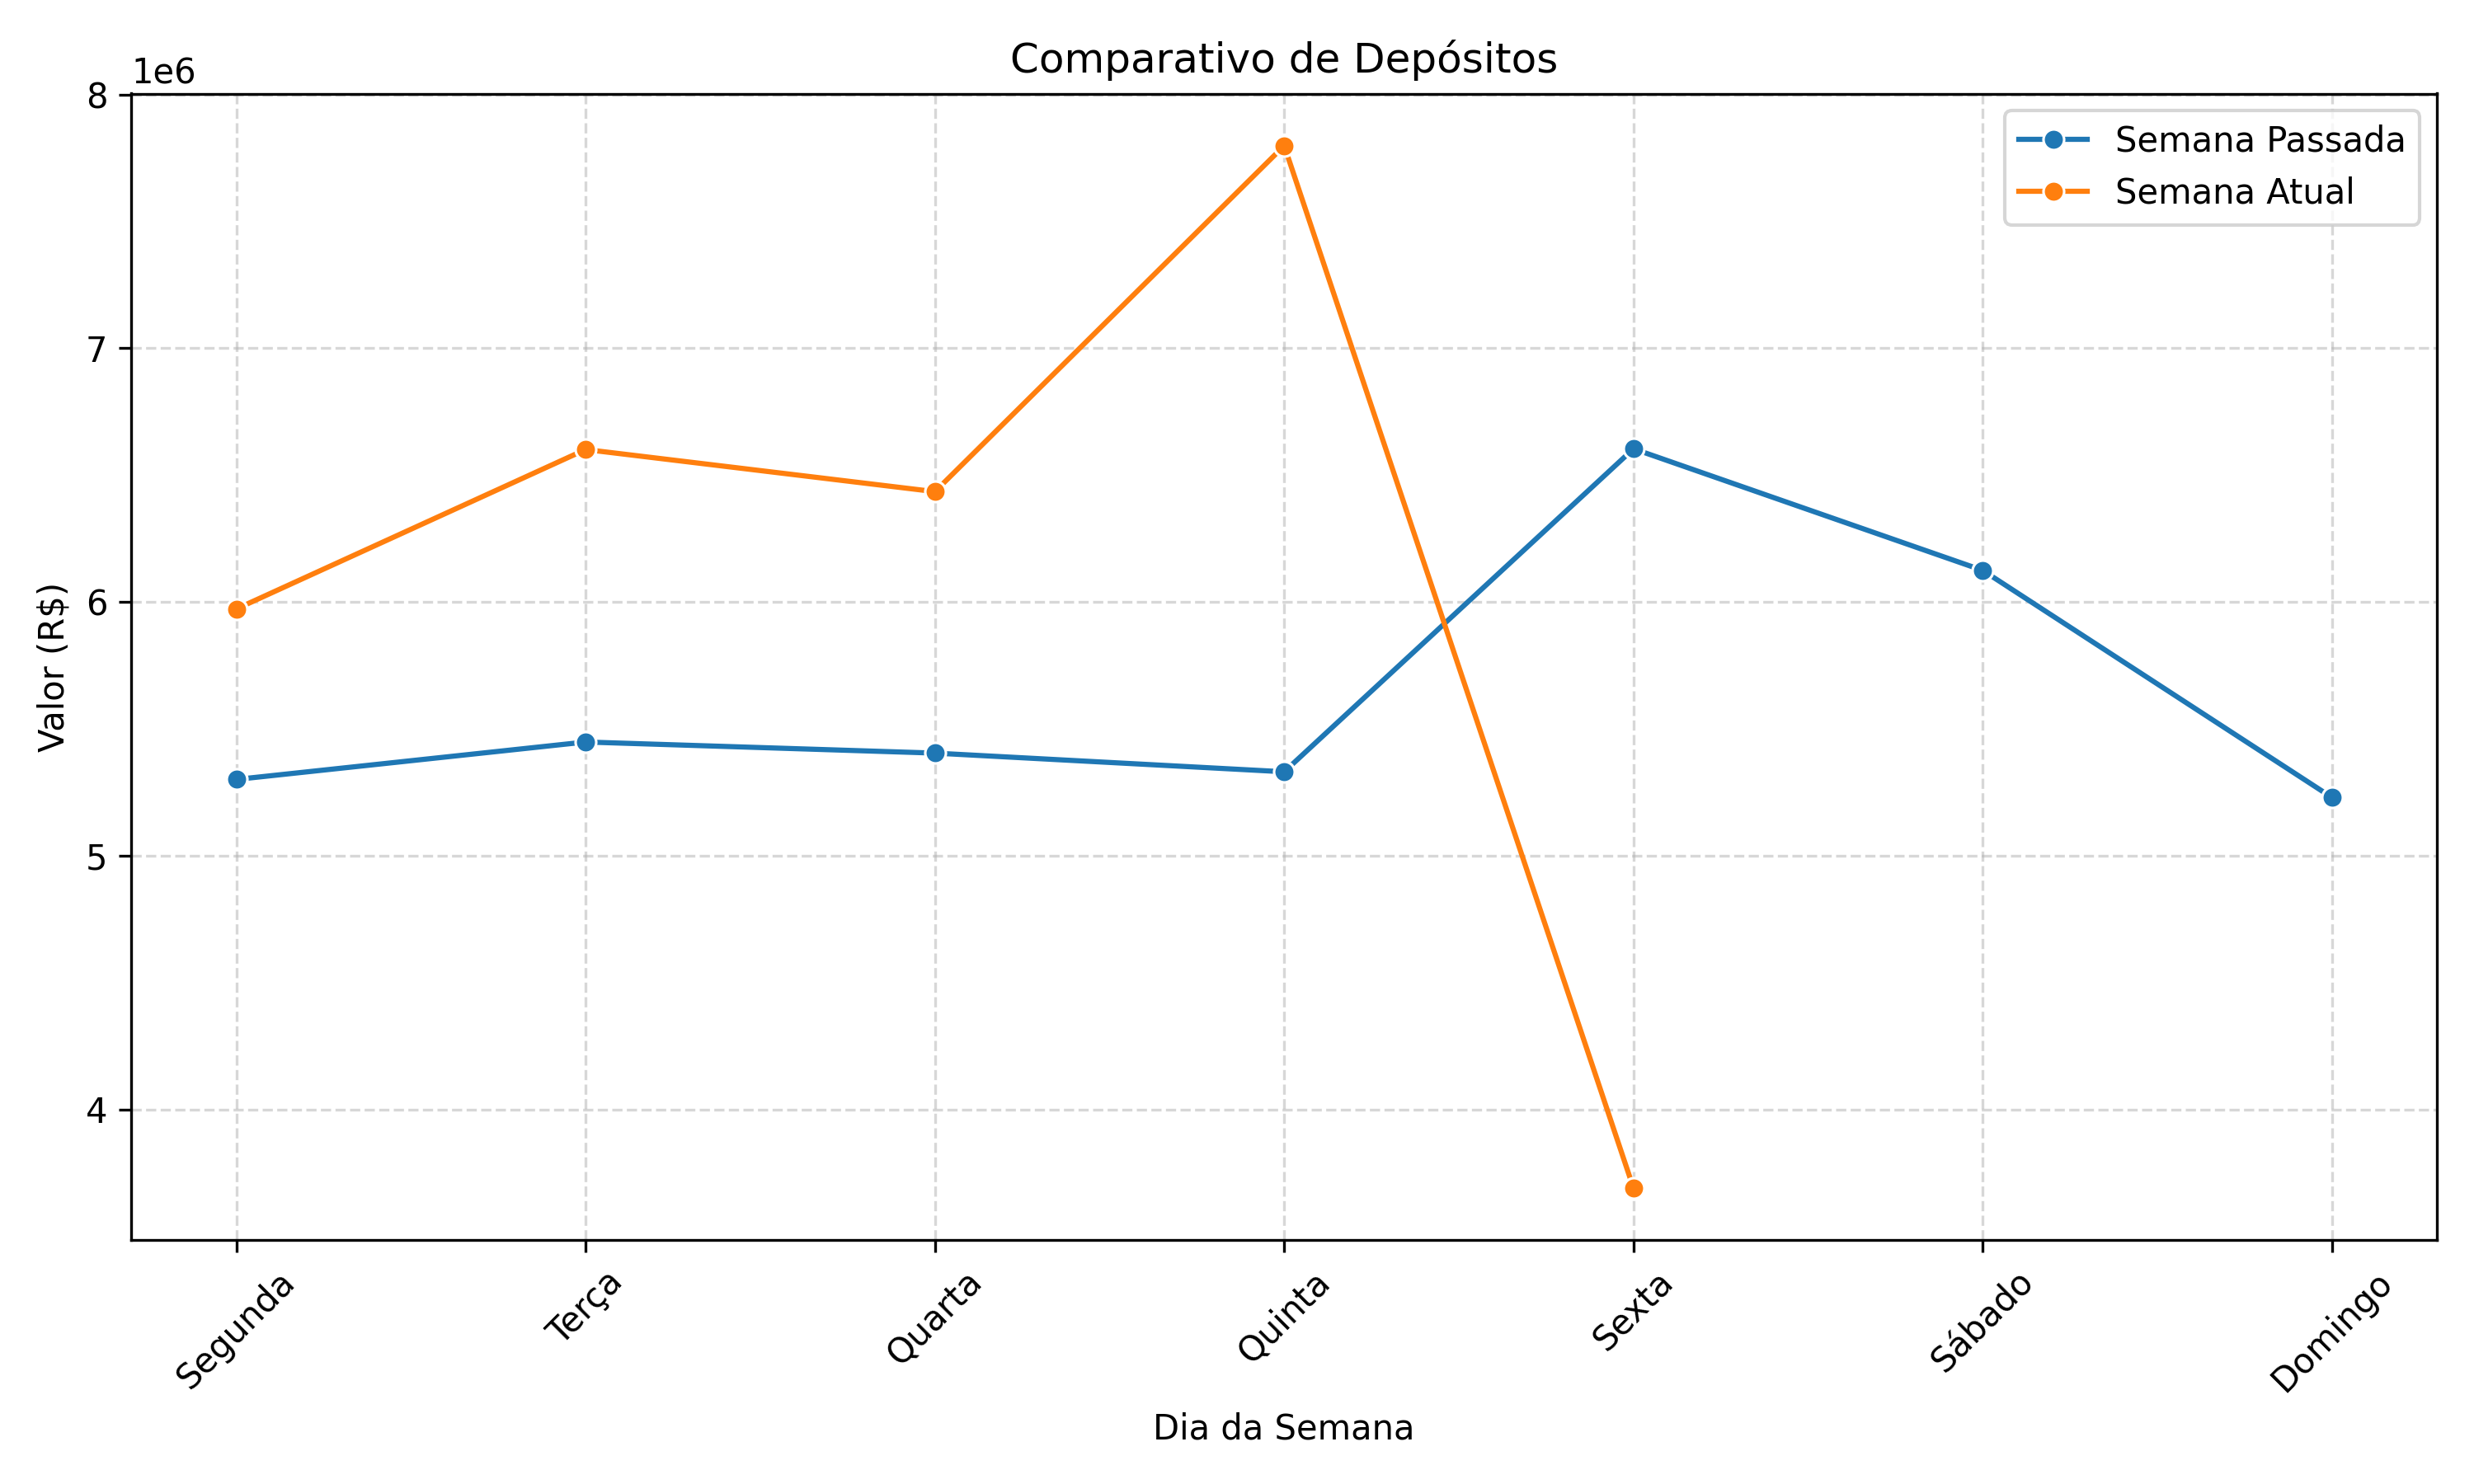 Comparativo de Depósitos
1e6
8
7
6
5
4
Valor (R$)
Semana Passada
Semana Atual
Segunda
Terça
Quarta
Quinta
Sexta
Sábado
Domingo
Dia da Semana